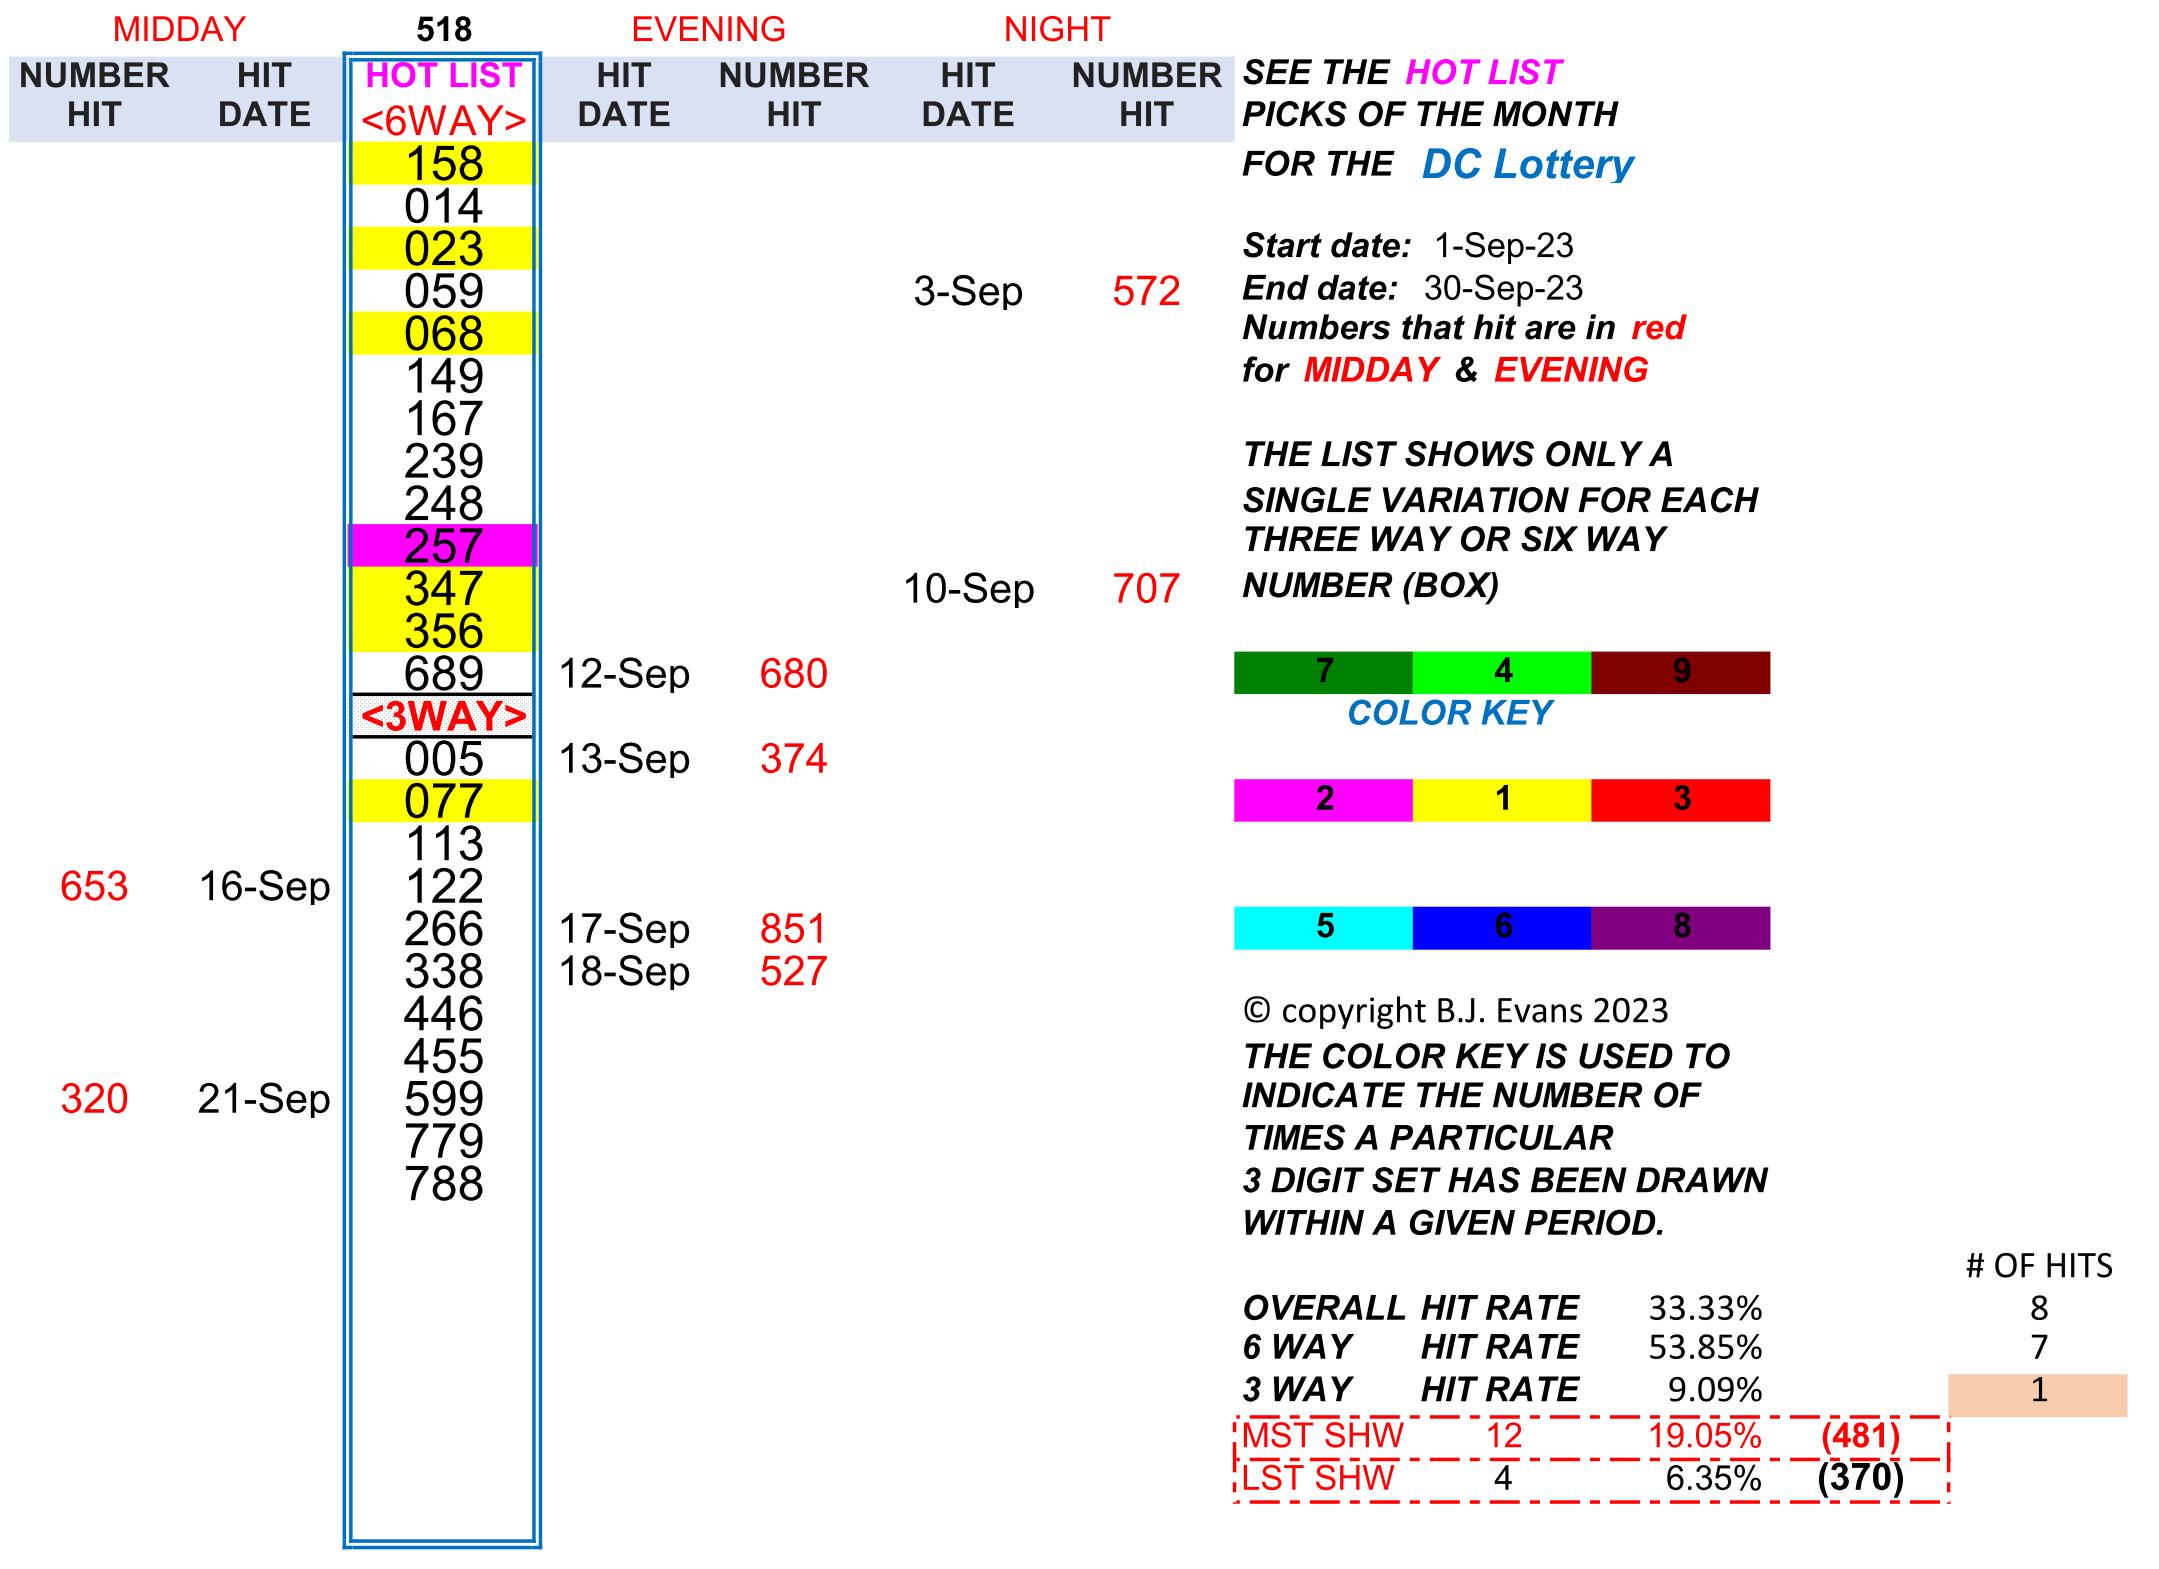 MIDDAY 518 EVENING NIGHT
NUMBER HIT HOT LIST HIT NUMBER HIT NUMBER SEE THE HOT LIST
HIT DATE <6WAY> DATE HIT DATE HIT PICKS OF THE MONTH
158 FOR THE DC Lottery
014
023 Start date: 1-Sep-23
059 3-Sep 572 End date: 30-Sep-23
068 Numbers that hit are in red
149 for MIDDAY & EVENING
167
239 THE LIST SHOWS ONLY A
248 SINGLE VARIATION FOR EACH
257 THREE WAY OR SIX WAY
347 10-Sep 707 NUMBER (BOX)
356
689 12-Sep 680 7 4 9
<3WAY> COLOR KEY
005 13-Sep 374
077 2 1 3
113
653 16-Sep 122
266 17-Sep 851 5 6 8
338 18-Sep 527
446 © copyright B.J. Evans 2023
455 THE COLOR KEY IS USED TO
320 21-Sep 599 INDICATE THE NUMBER OF
779 TIMES A PARTICULAR
788 3 DIGIT SET HAS BEEN DRAWN
WITHIN A GIVEN PERIOD.
# OF HITS
OVERALL HIT RATE 33.33% 8
6 WAY HIT RATE 53.85% 7
3 WAY HIT RATE 9.09% 1
MST SHW 12 19.05% (481)
LST SHW 4 6.35% (370)